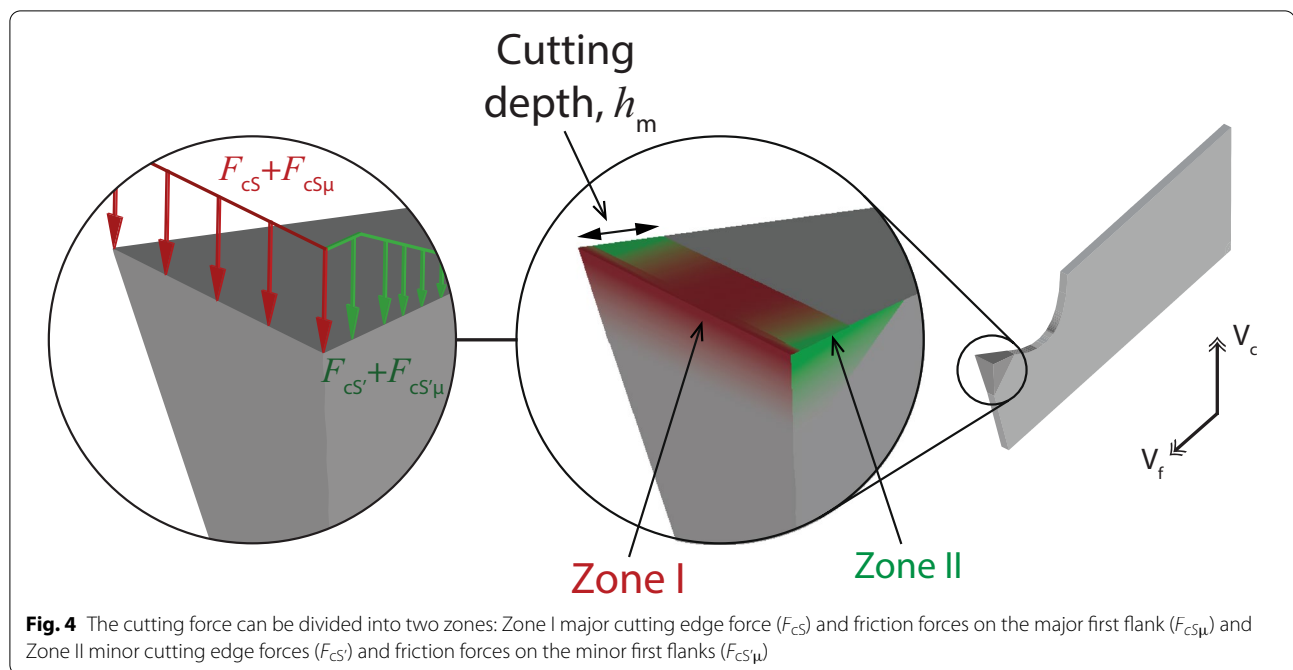 Cutting
depth, hm
FcS+FcSμ
FcS'+FcS'μ
Vc
Vf
Zone I
Zone II
Fig. 4 The cutting force can be divided into two zones: Zone I major cutting edge force (FcS) and friction forces on the major first flank (FcSμ) and
Zone II minor cutting edge forces (FcS') and friction forces on the minor first flanks (FcS'μ)